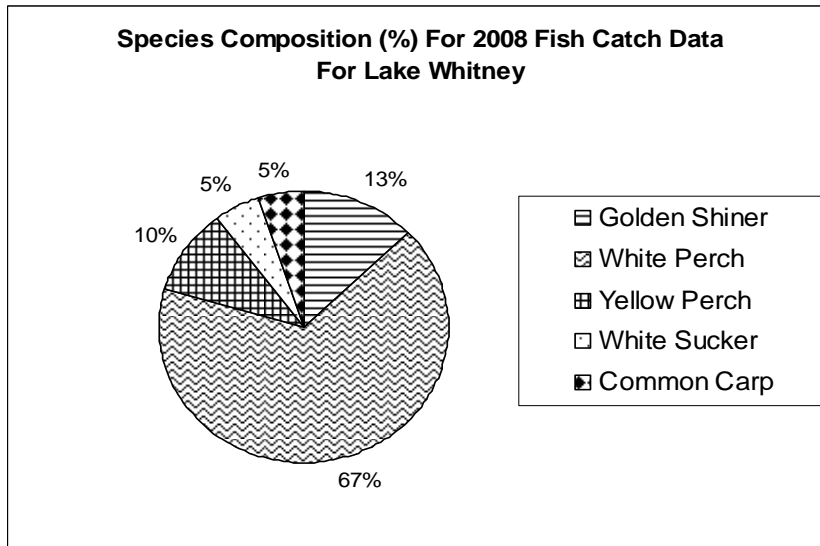 Species Composition (%) For 2008 Fish Catch Data
For Lake Whitney
5%
5%
13%
10%
67%
Golden Shiner
White Perch
Yellow Perch
White Sucker
Common Carp